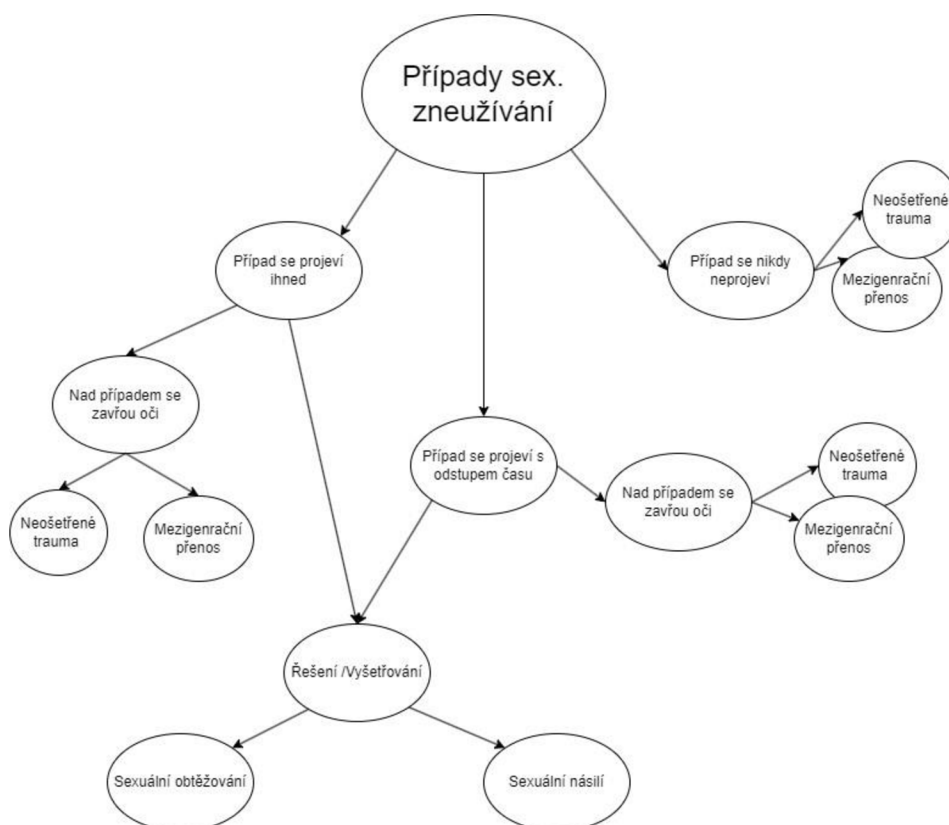 Případy sex.
zneužívání
Neošetřené
trauma
Případ se projeví
ihned
Případ se nikdy
neprojeví
Mezigenrační
přenos
Nad případem se
zavřou oči
Případ se projeví s
odstupem času
Neošetřené
trauma
Nad případem se
zavřou oči
Neošetřené
trauma
Mezigenrační
přenos
Mezigenrační
přenos
Řešení /Vyšetřování
Sexuální obtěžování
Sexuální násilí